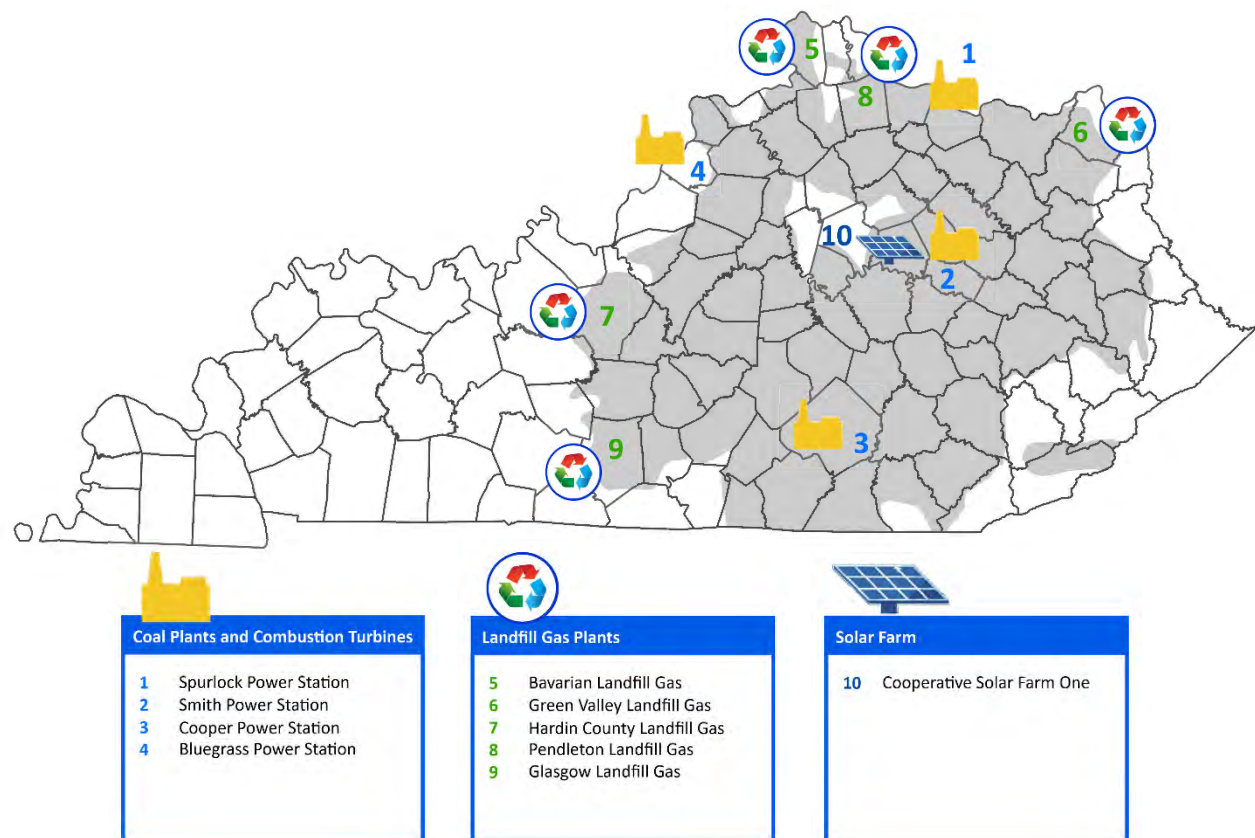 5
1
8
6
4
10
2
7
3
9
Coal Plants and Combustion Turbines
1 Spurlock Power Station
2 Smith Power Station
3 Cooper Power Station
4 Bluegrass Power Station
Landfill Gas Plants
5 Bavarian Landfill Gas
6 Green Valley Landfill Gas
7 Hardin County Landfill Gas
8 Pendleton Landfill Gas
9 Glasgow Landfill Gas
Solar Farm
10 Cooperative Solar Farm One